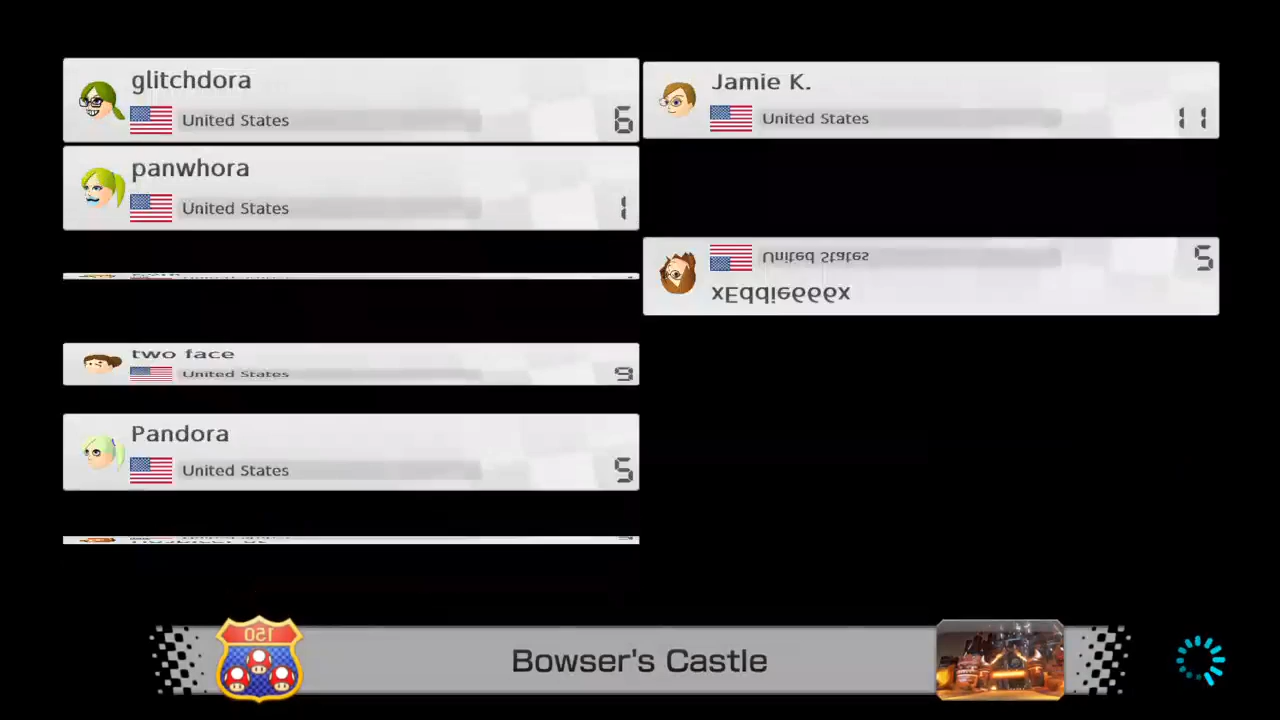 glitchdora
United States
6
panwhora
United States
1
two face
United States
9
Pandora
United States
5
Jamie K.
United States
11
United States
5
xEddie666x
150
Bowser's Castle